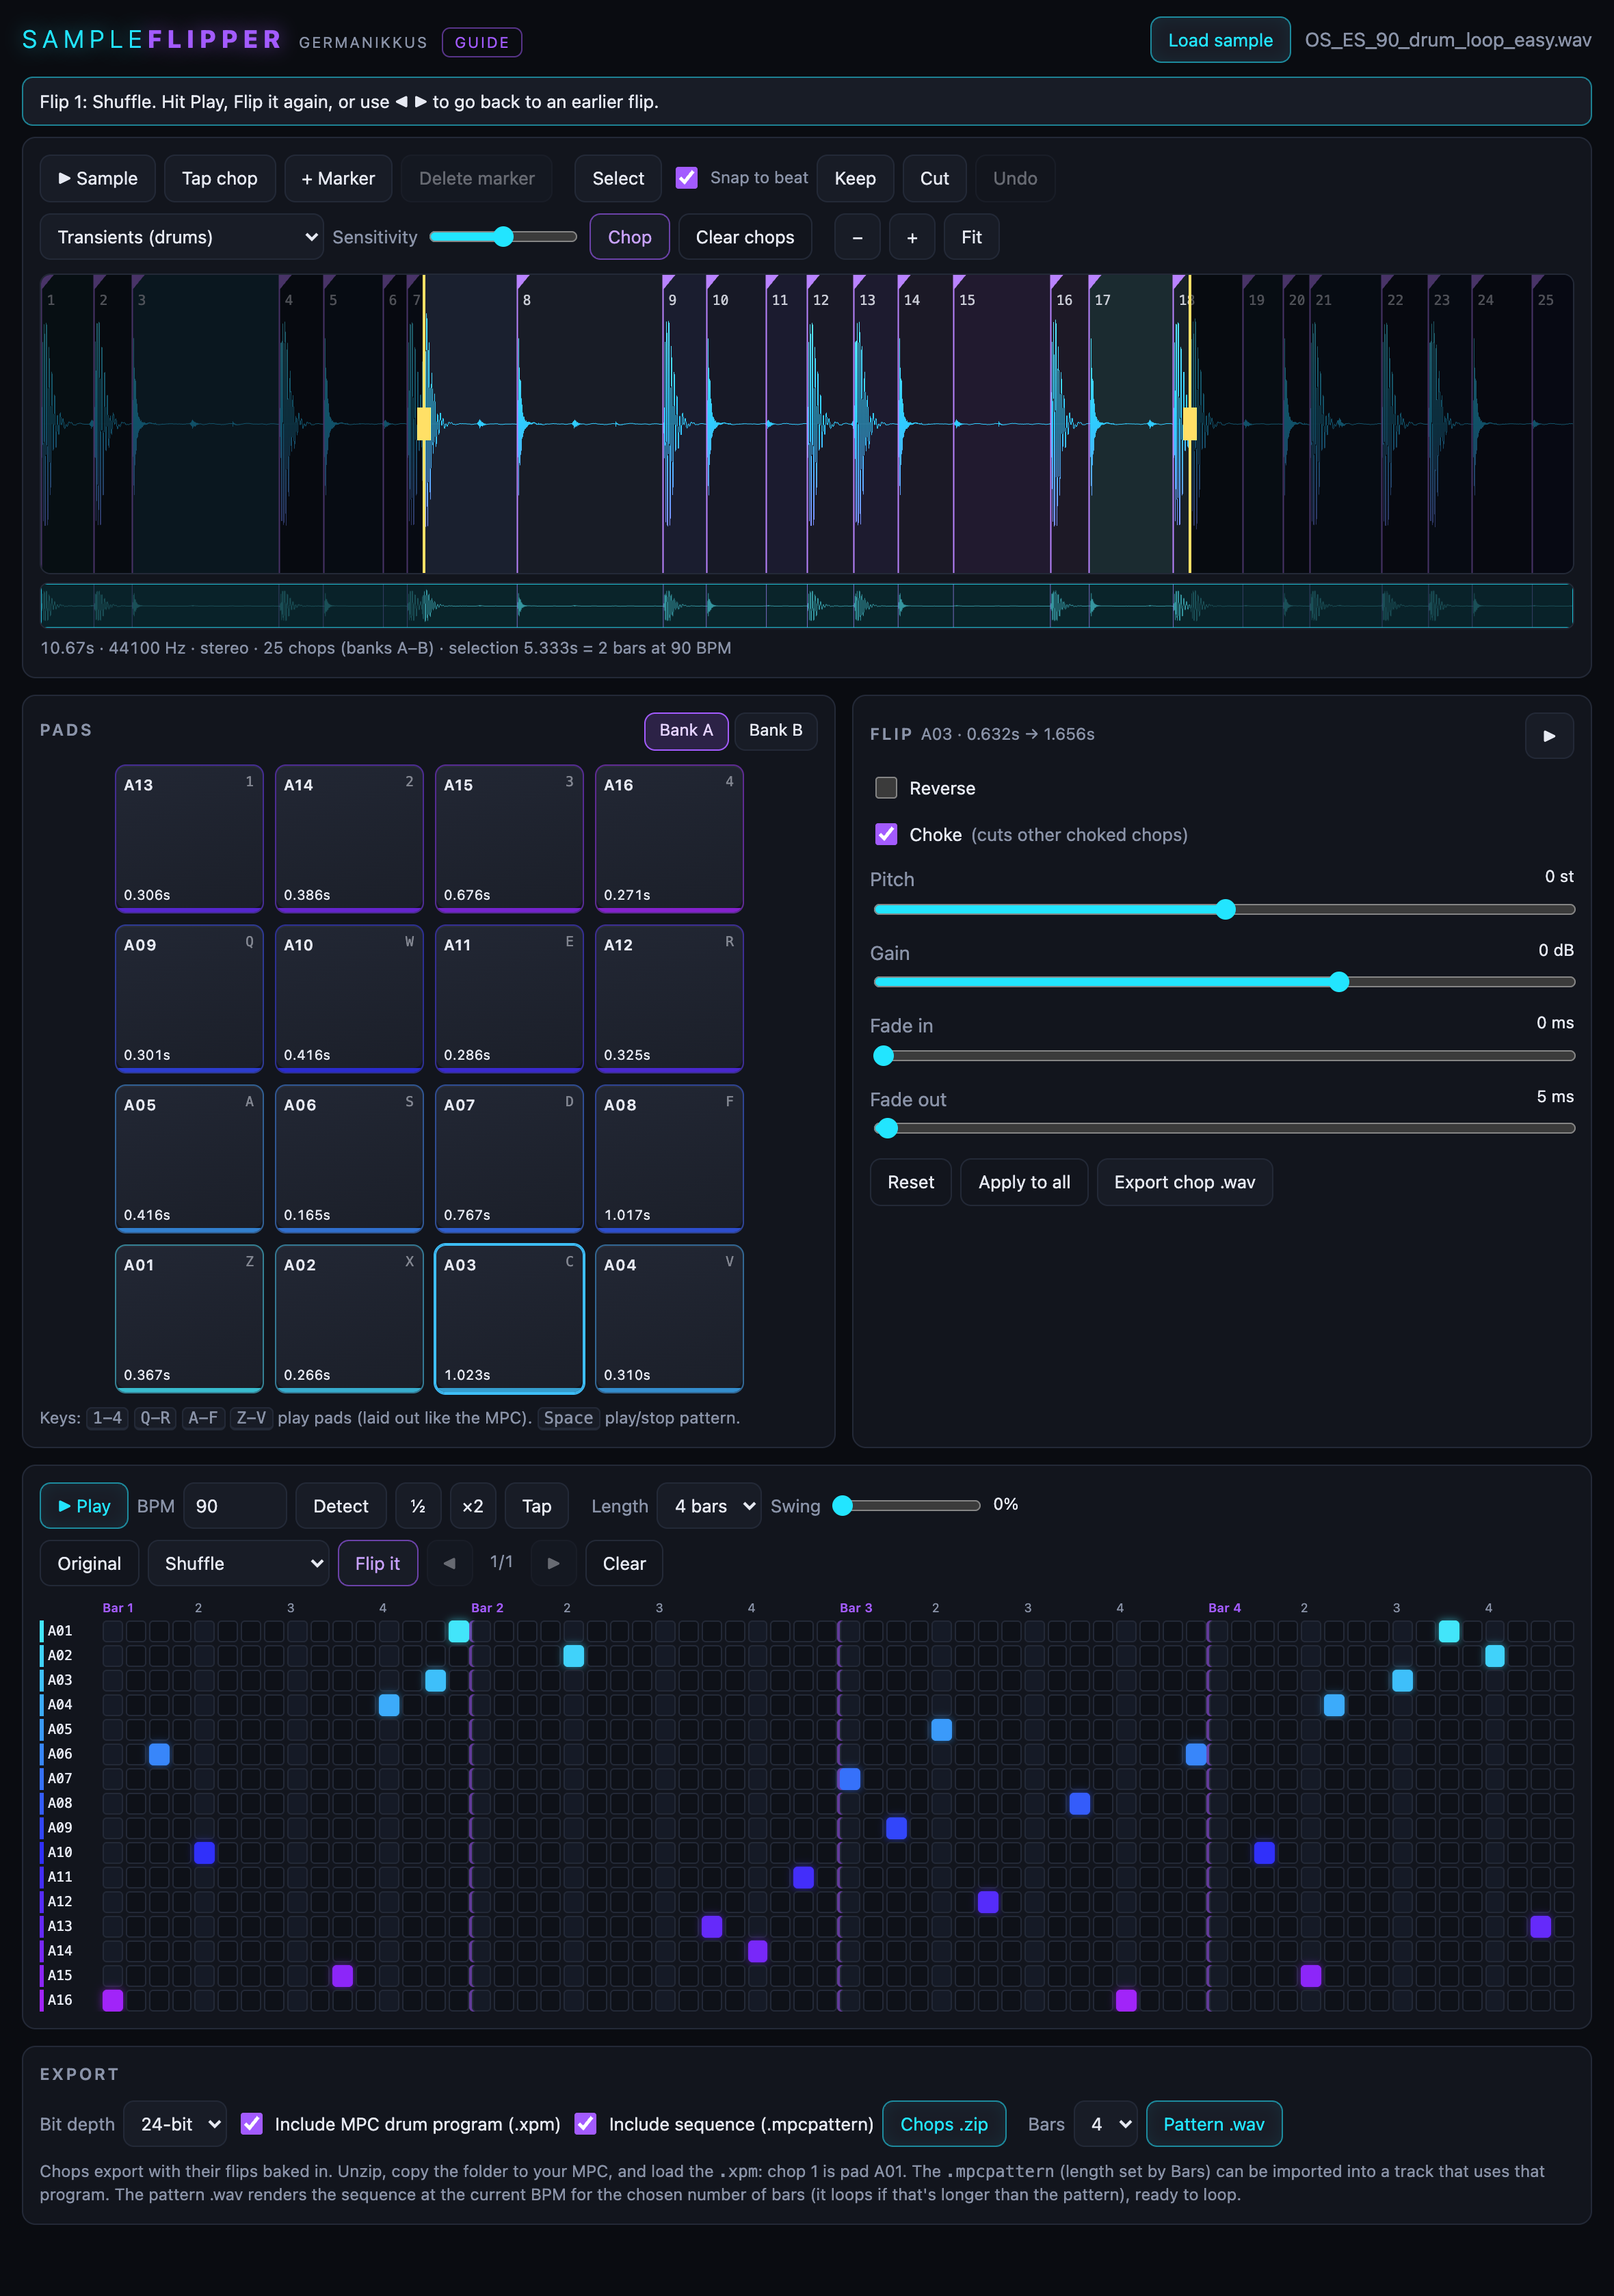 SAMPLEFLIPPER GERMANIKKUS GUIDE Load sample OS_ES_90_drum_loop_easy.wav
Flip 1: Shuffle. Hit Play, Flip it again, or use ◀ ▶ to go back to an earlier flip.
▶ Sample Tap chop + Marker Delete marker Select Snap to beat Keep Cut Undo
Transients (drums) Sensitivity Chop Clear chops − + Fit
1 2 3 4 5 6 7 8 9 10 11 12 13 14 15 16 17 18 19 20 21 22 23 24 25
10.67s · 44100 Hz · stereo · 25 chops (banks A–B) · selection 5.333s = 2 bars at 90 BPM
PADS Bank A Bank B
A13 1 A14 2 A15 3 A16 4
0.306s 0.386s 0.676s 0.271s
A09 Q A10 W A11 E A12 R
0.301s 0.416s 0.286s 0.325s
A05 A A06 S A07 D A08 F
0.416s 0.165s 0.767s 1.017s
A01 Z A02 X A03 C A04 V
0.367s 0.266s 1.023s 0.310s
Keys: 1–4 Q–R A–F Z–V play pads (laid out like the MPC). Space play/stop pattern.
FLIP A03 · 0.632s → 1.656s ▶
Reverse
Choke (cuts other choked chops)
Pitch 0 st
Gain 0 dB
Fade in 0 ms
Fade out 5 ms
Reset Apply to all Export chop .wav
▶ Play BPM 90 Detect ½ ×2 Tap Length 4 bars Swing 0%
Original Shuffle Flip it ◀ 1/1 ▶ Clear
Bar 1 2 3 4 Bar 2 2 3 4 Bar 3 2 3 4 Bar 4 2 3 4
A01
A02
A03
A04
A05
A06
A07
A08
A09
A10
A11
A12
A13
A14
A15
A16
EXPORT
Bit depth 24-bit Include MPC drum program (.xpm) Include sequence (.mpcpattern) Chops .zip Bars 4 Pattern .wav
Chops export with their flips baked in. Unzip, copy the folder to your MPC, and load the .xpm: chop 1 is pad A01. The .mpcpattern (length set by Bars) can be imported into a track that uses that
program. The pattern .wav renders the sequence at the current BPM for the chosen number of bars (it loops if that's longer than the pattern), ready to loop.